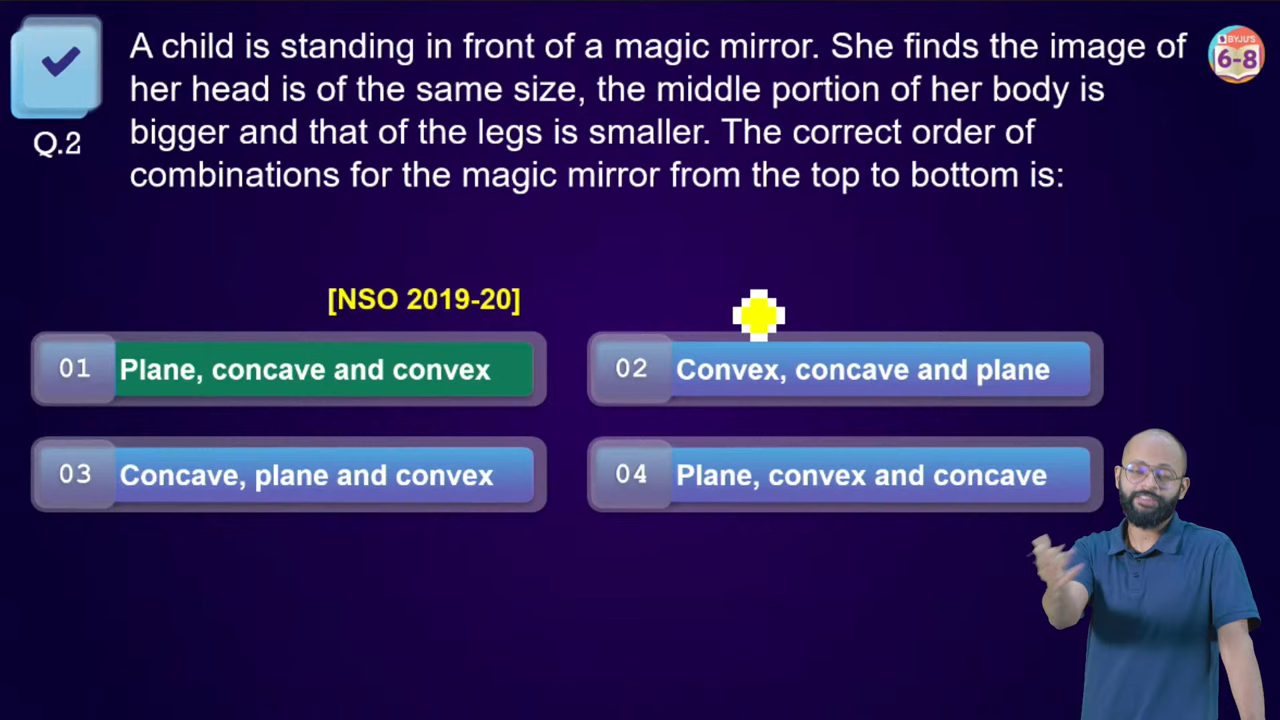 A child is standing in front of a magic mirror. She finds the image of
her head is of the same size, the middle portion of her body is
bigger and that of the legs is smaller. The correct order of
combinations for the magic mirror from the top to bottom is:
Q.2
BYJU'S
6-8
[NSO 2019-20]
01 Plane, concave and convex
02 Convex, concave and plane
03 Concave, plane and convex
04 Plane, convex and concave